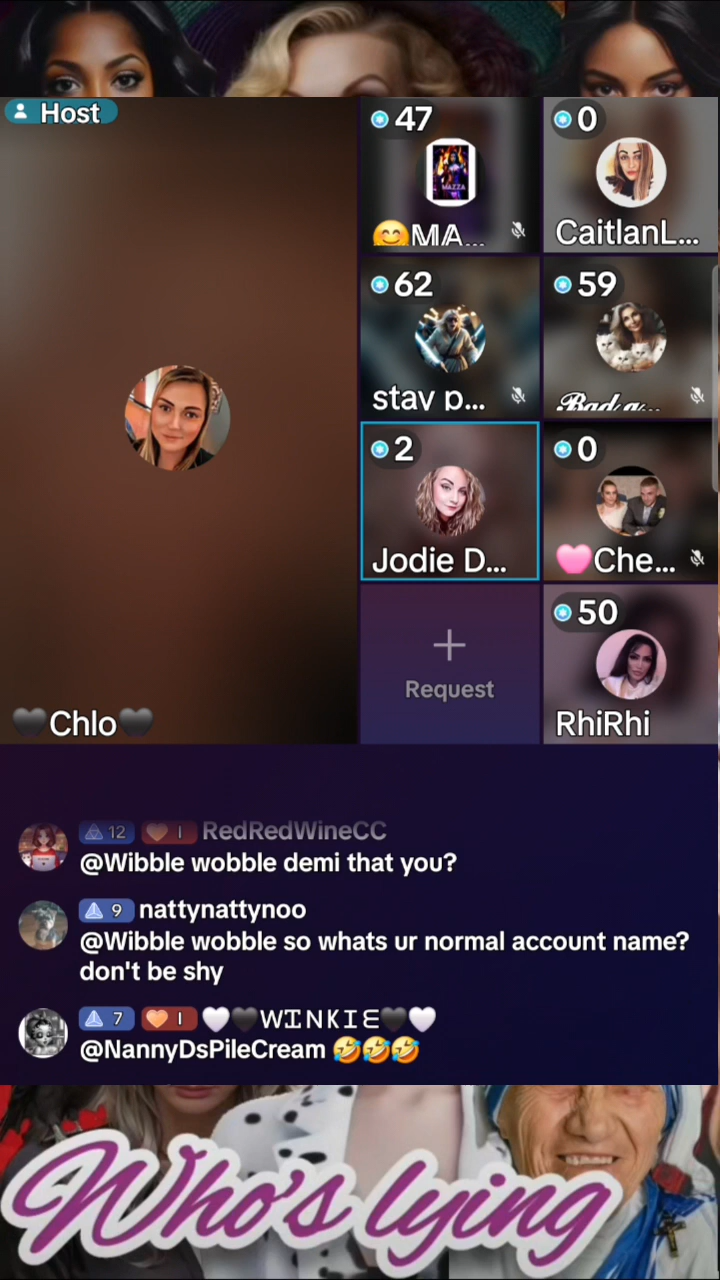 Host
47
0
MAZZA
😊MA...
CaitlanL...
62
59
stav p...
Bad a...
2
0
Jodie D...
🩷Che...
50
+
Request
🖤Chlo🖤
RhiRhi
12 I RedRedWineCC
@Wibble wobble demi that you?
9 nattynattynoo
@Wibble wobble so whats ur normal account name?
don't be shy
7 I 🤍🖤WINKIE🖤🤍
@NannyDsPileCream 🤣🤣🤣
Who's lying